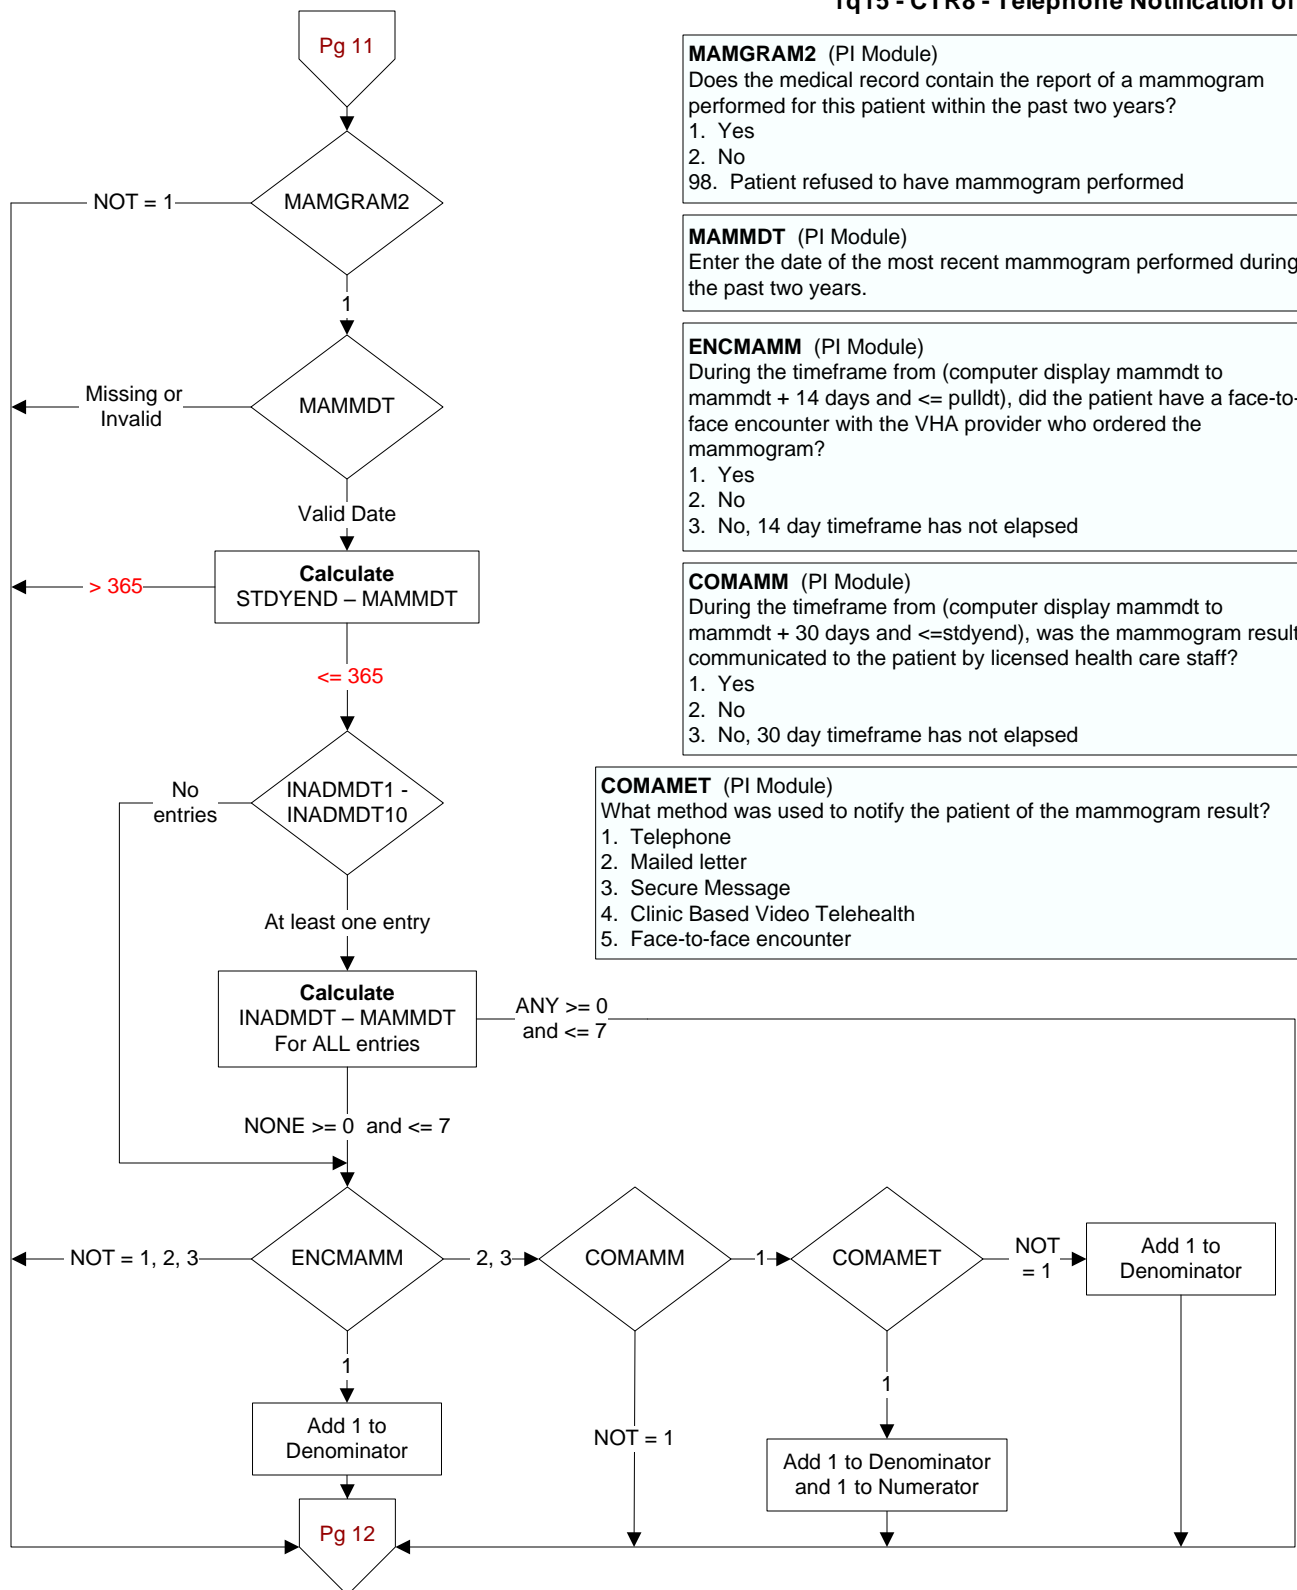 1q15 - CTR8 - Telephone Notification of
Pg 11
MAMGRAM2 (PI Module)
Does the medical record contain the report of a mammogram
performed for this patient within the past two years?
1. Yes
2. No
98. Patient refused to have mammogram performed
NOT = 1
MAMGRAM2
1
MAMMDT (PI Module)
Enter the date of the most recent mammogram performed during
the past two years.
Missing or
Invalid
MAMMDT
Valid Date
ENCMAMM (PI Module)
During the timeframe from (computer display mammdt to
mammdt + 14 days and <= pulldt), did the patient have a face-to-
face encounter with the VHA provider who ordered the
mammogram?
1. Yes
2. No
3. No, 14 day timeframe has not elapsed
Calculate
STDYEND – MAMMDT
> 365
<= 365
COMAMM (PI Module)
During the timeframe from (computer display mammdt to
mammdt + 30 days and <=stdyend), was the mammogram result
communicated to the patient by licensed health care staff?
1. Yes
2. No
3. No, 30 day timeframe has not elapsed
No
entries
INADMDT1 -
INADMDT10
At least one entry
COMAMET (PI Module)
What method was used to notify the patient of the mammogram result?
1. Telephone
2. Mailed letter
3. Secure Message
4. Clinic Based Video Telehealth
5. Face-to-face encounter
Calculate
INADMDT – MAMMDT
For ALL entries
ANY >= 0
and <= 7
NONE >= 0 and <= 7
NOT = 1, 2, 3
ENCMAMM
2, 3
COMAMM
1
COMAMET
NOT
= 1
Add 1 to
Denominator
1
Add 1 to
Denominator
NOT = 1
1
Add 1 to Denominator
and 1 to Numerator
Pg 12